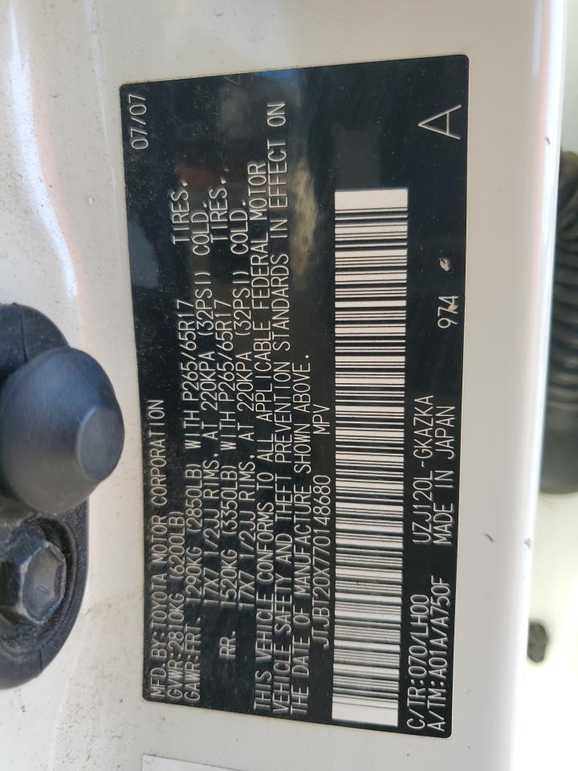 MFD. BY: TOYOTA MOTOR CORPORATION 07/07
GVWR: 2810KG (6200LB)
GAWR: FRT. 1290KG (2850LB) WITH P265/65R17 TIRES,
17X7 1/2JJ RIMS, AT 220KPA (32PSI) COLD.
RR. 1520KG (3350LB) WITH P265/65R17 TIRES,
17X7 1/2JJ RIMS, AT 220KPA (32PSI) COLD.
THIS VEHICLE CONFORMS TO ALL APPLICABLE FEDERAL MOTOR
VEHICLE SAFETY AND THEFT PREVENTION STANDARDS IN EFFECT ON
THE DATE OF MANUFACTURE SHOWN ABOVE.
JTJBT20X770148680 MPV
C/TR: 070/LH00 UZJ120L-GKAZKA 974 A
A/TM: A01A/A750F MADE IN JAPAN